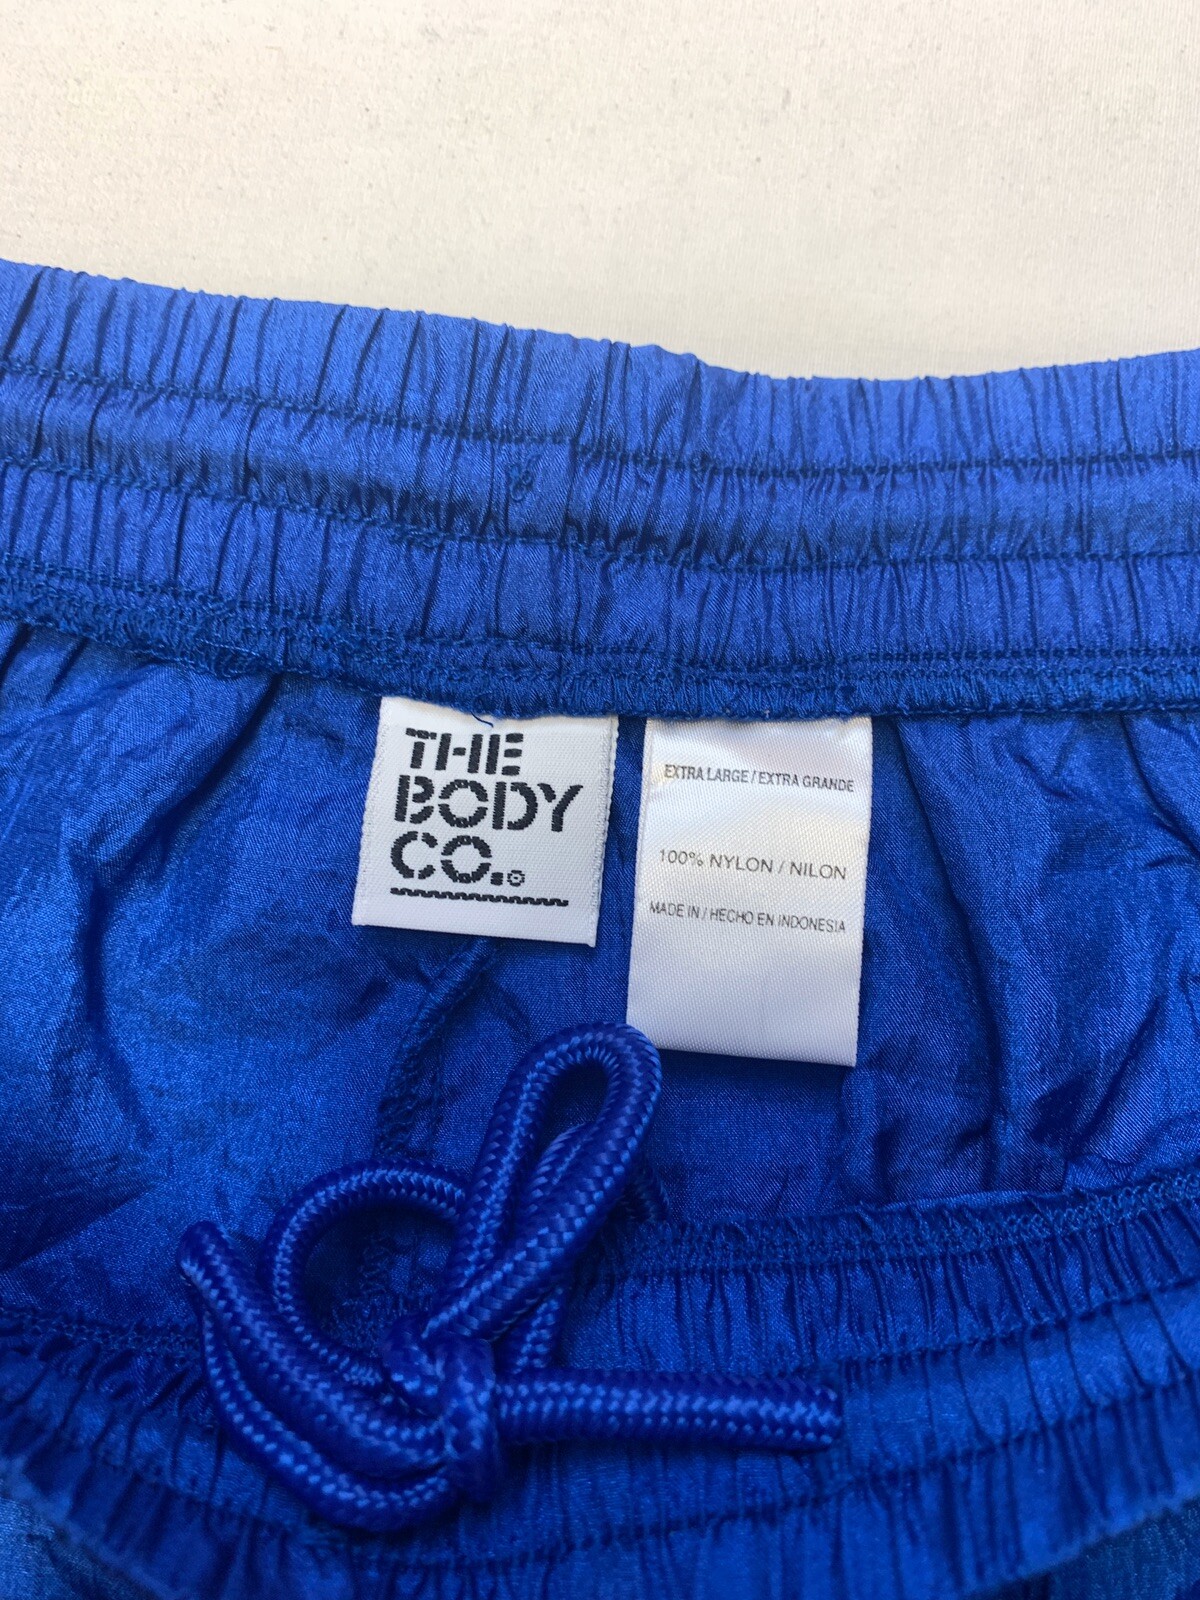 THE
BODY
CO.
EXTRA LARGE / EXTRA GRANDE
100% NYLON / NILON
MADE IN / HECHO EN INDONESIA